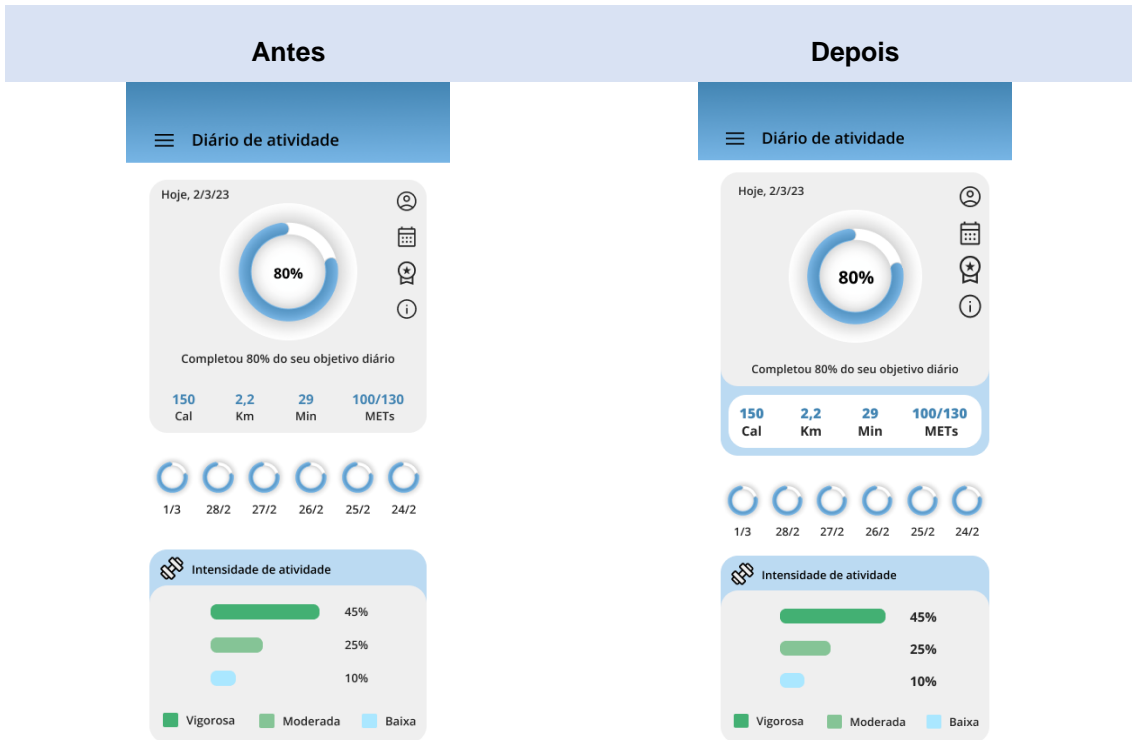 Antes
Depois
Diário de atividade
Hoje, 2/3/23
80%
Completou 80% do seu objetivo diário
150 2,2 29 100/130
Cal Km Min METs
1/3 28/2 27/2 26/2 25/2 24/2
Intensidade de atividade
45%
25%
10%
Vigorosa Moderada Baixa
Diário de atividade
Hoje, 2/3/23
80%
Completou 80% do seu objetivo diário
150 2,2 29 100/130
Cal Km Min METs
1/3 28/2 27/2 26/2 25/2 24/2
Intensidade de atividade
45%
25%
10%
Vigorosa Moderada Baixa